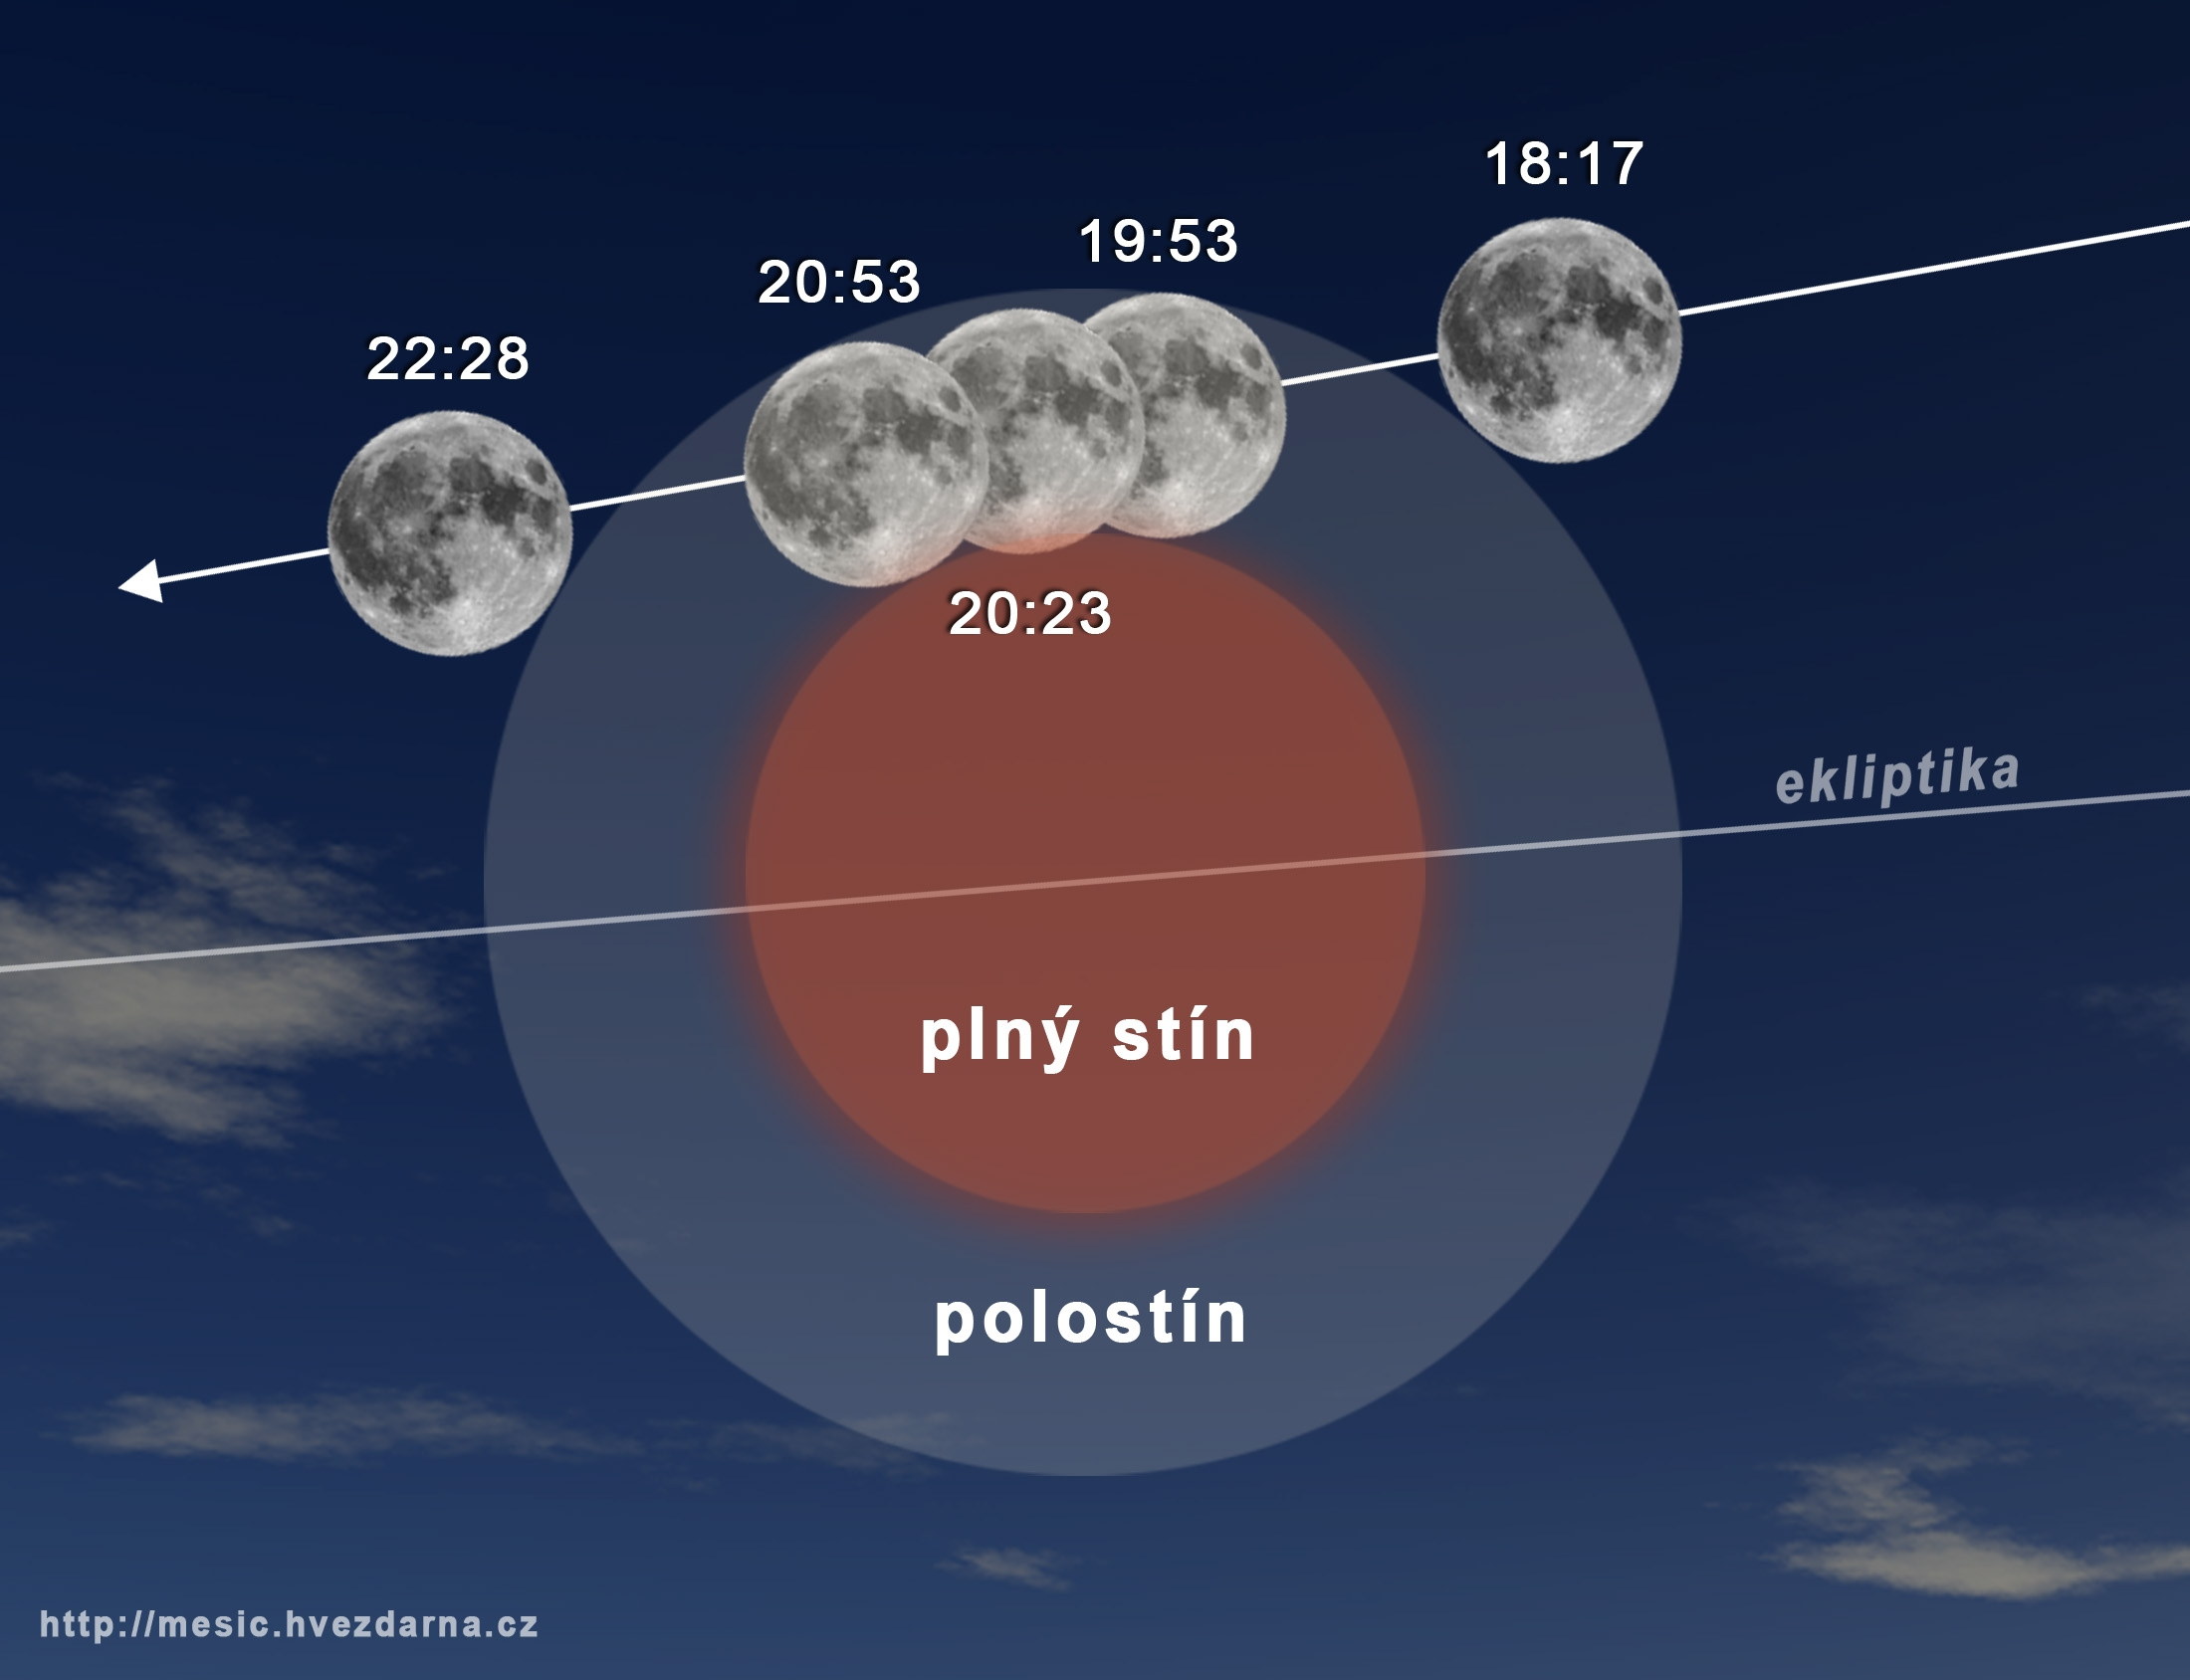 18:17
19:53
20:53
22:28
20:23
ekliptika
plný stín
polostín
http://mesic.hvezdarna.cz